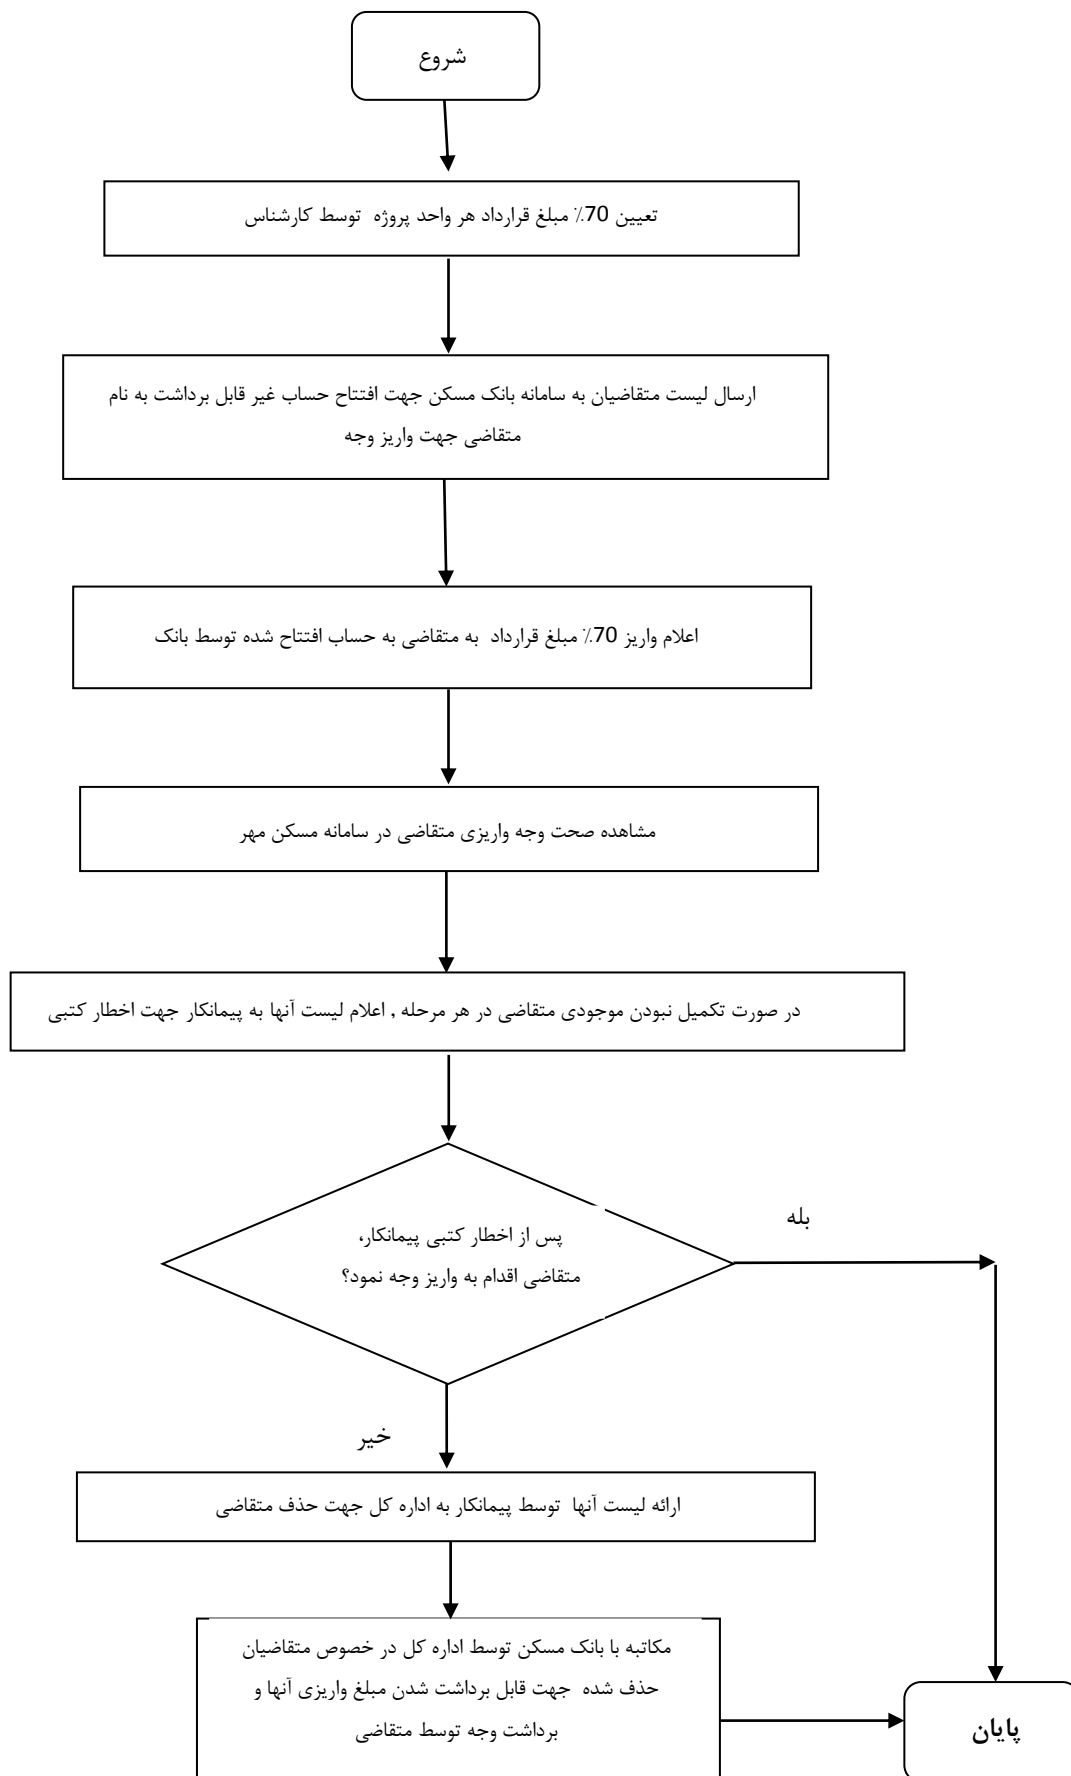 شروع
تعیین 70٪ مبلغ قرارداد هر واحد پروژه توسط کارشناس
ارسال لیست متقاضیان به سامانه بانک مسکن جهت افتتاح حساب غیر قابل برداشت به نام
متقاضی جهت واریز وجه
اعلام واریز 70٪ مبلغ قرارداد به متقاضی به حساب افتتاح شده توسط بانک
مشاهده صحت وجه واریزی متقاضی در سامانه مسکن مهر
در صورت تکمیل نبودن موجودی متقاضی در هر مرحله , اعلام لیست آنها به پیمانکار جهت اخطار کتبی
پس از اخطار کتبی پیمانکار،
متقاضی اقدام به واریز وجه نمود؟
بله
خیر
ارائه لیست آنها توسط پیمانکار به اداره کل جهت حذف متقاضی
مکاتبه با بانک مسکن توسط اداره کل در خصوص متقاضیان
حذف شده جهت قابل برداشت شدن مبلغ واریزی آنها و
برداشت وجه توسط متقاضی
پایان